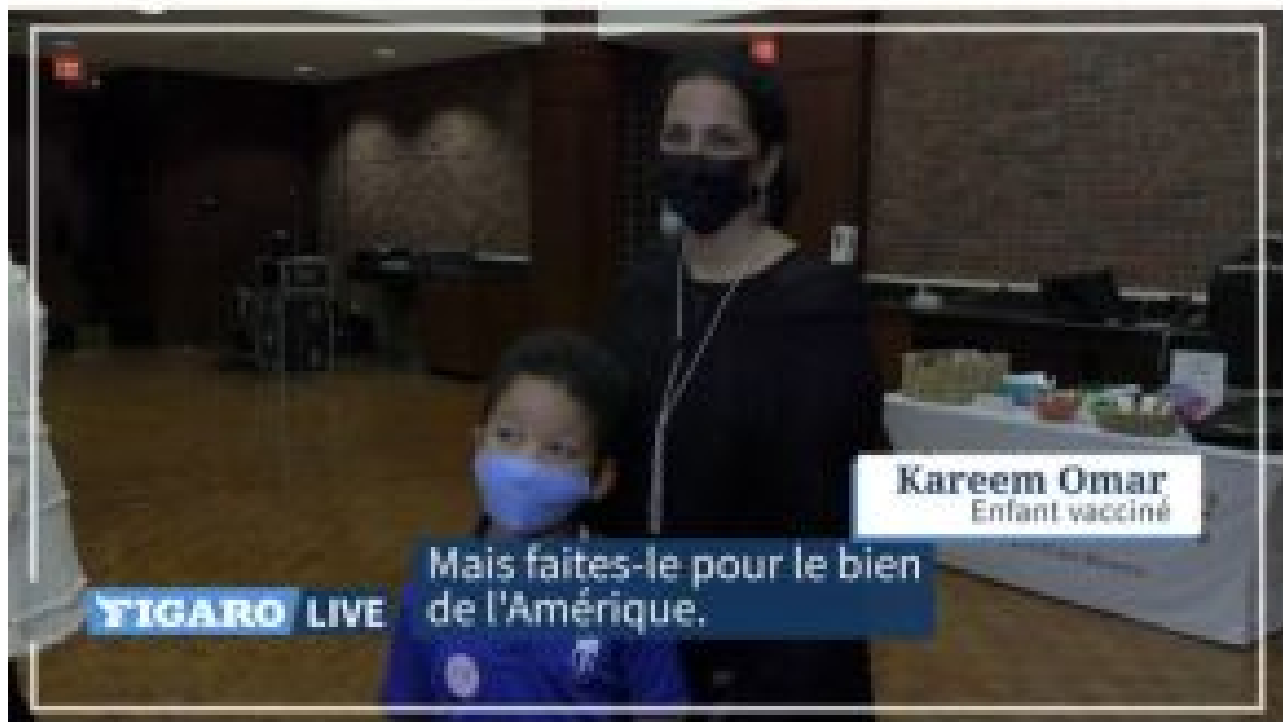 Kareem Omar
Enfant vacciné
Mais faites-le pour le bien
de l'Amérique.
FIGARO LIVE